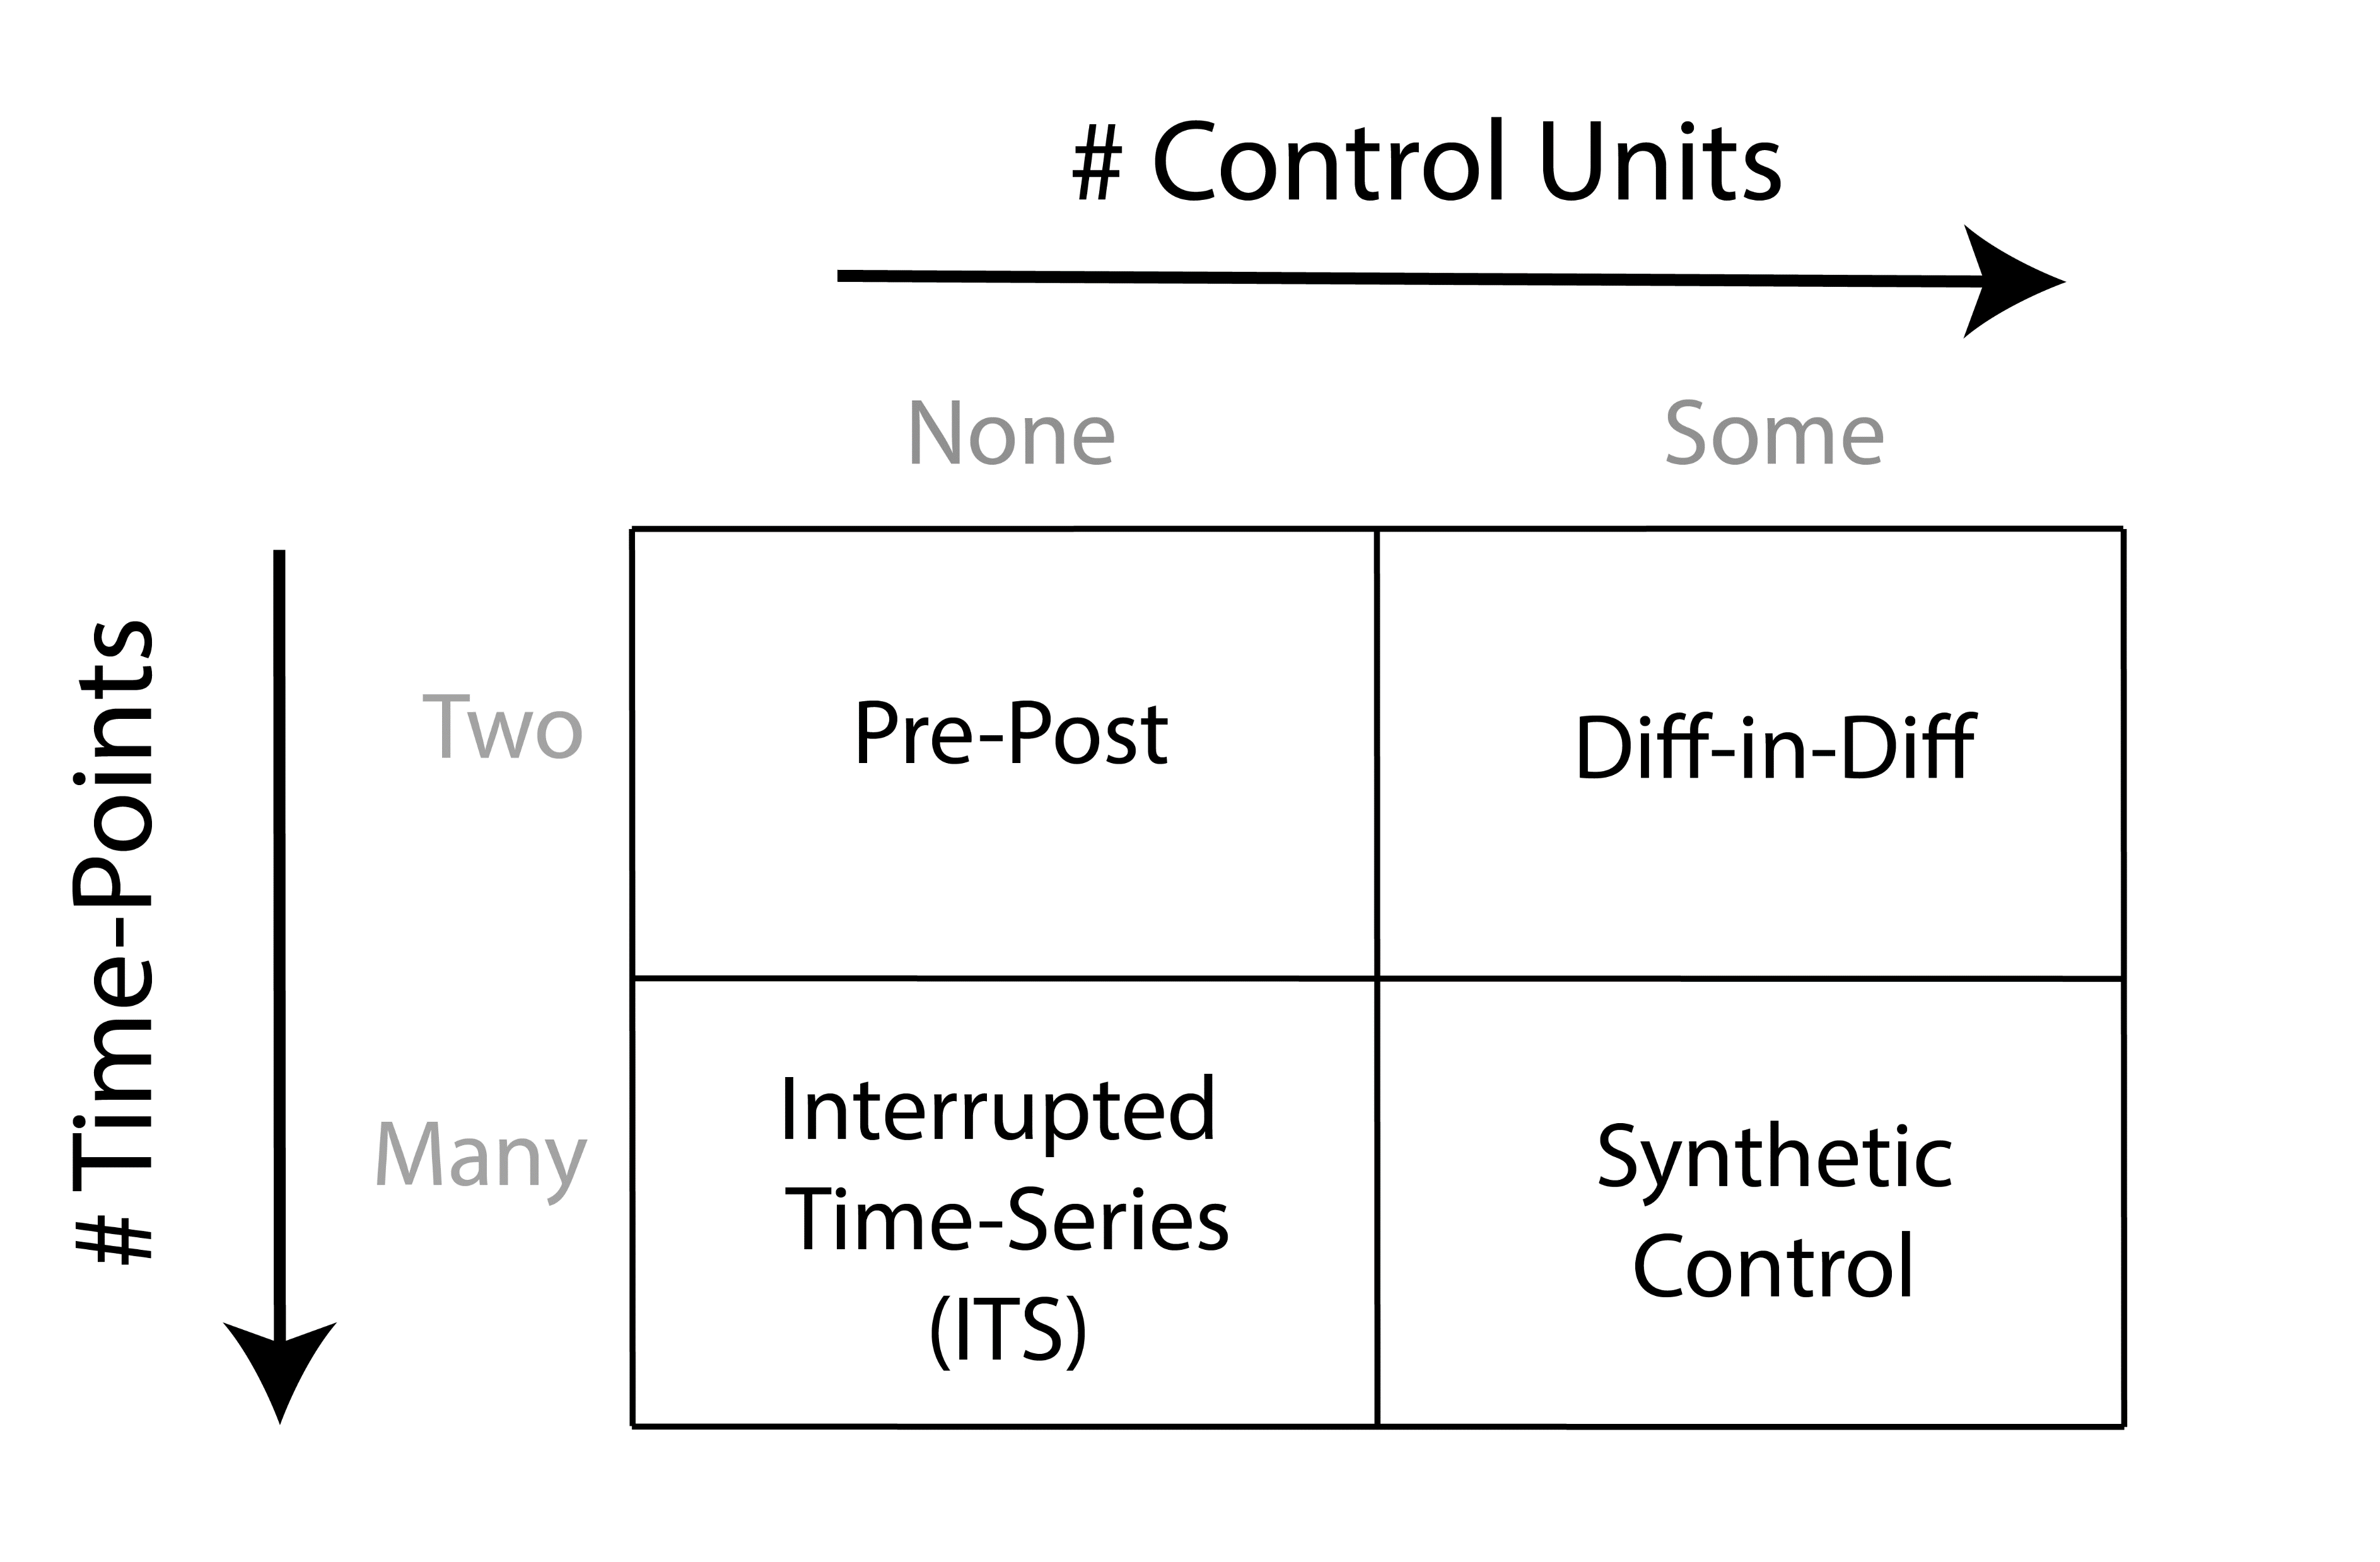 # Control Units
None
Some
# Time-Points
Two
Pre-Post
Diff-in-Diff
Many
Interrupted
Time-Series
(ITS)
Synthetic
Control